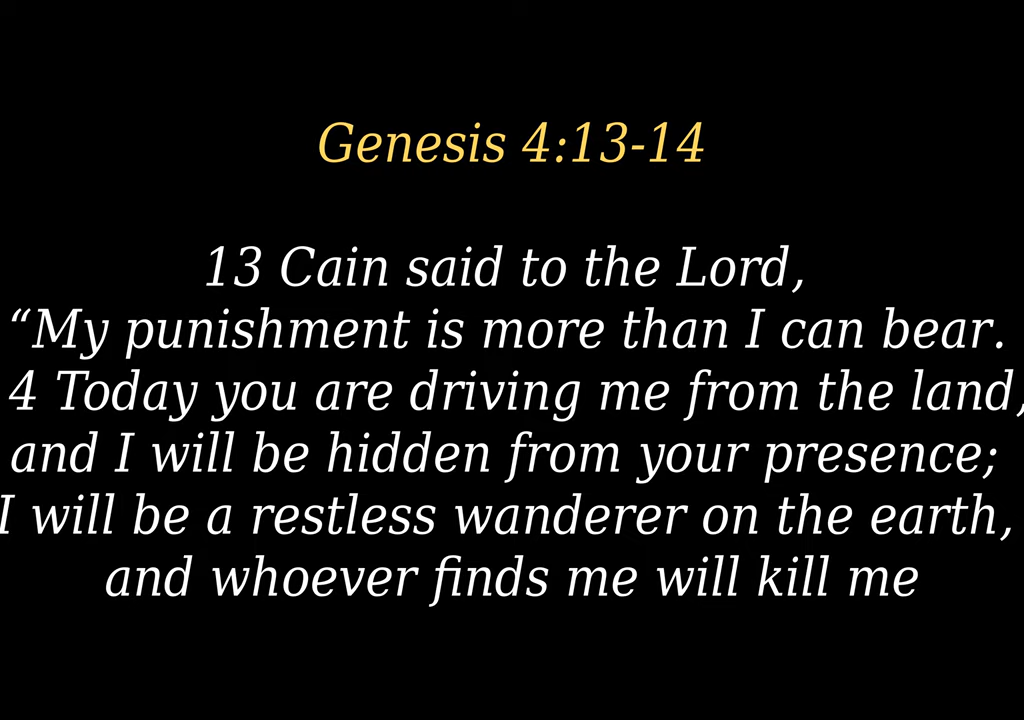 Genesis 4:13-14
13 Cain said to the Lord,
“My punishment is more than I can bear.
4 Today you are driving me from the land,
and I will be hidden from your presence;
I will be a restless wanderer on the earth,
and whoever finds me will kill me